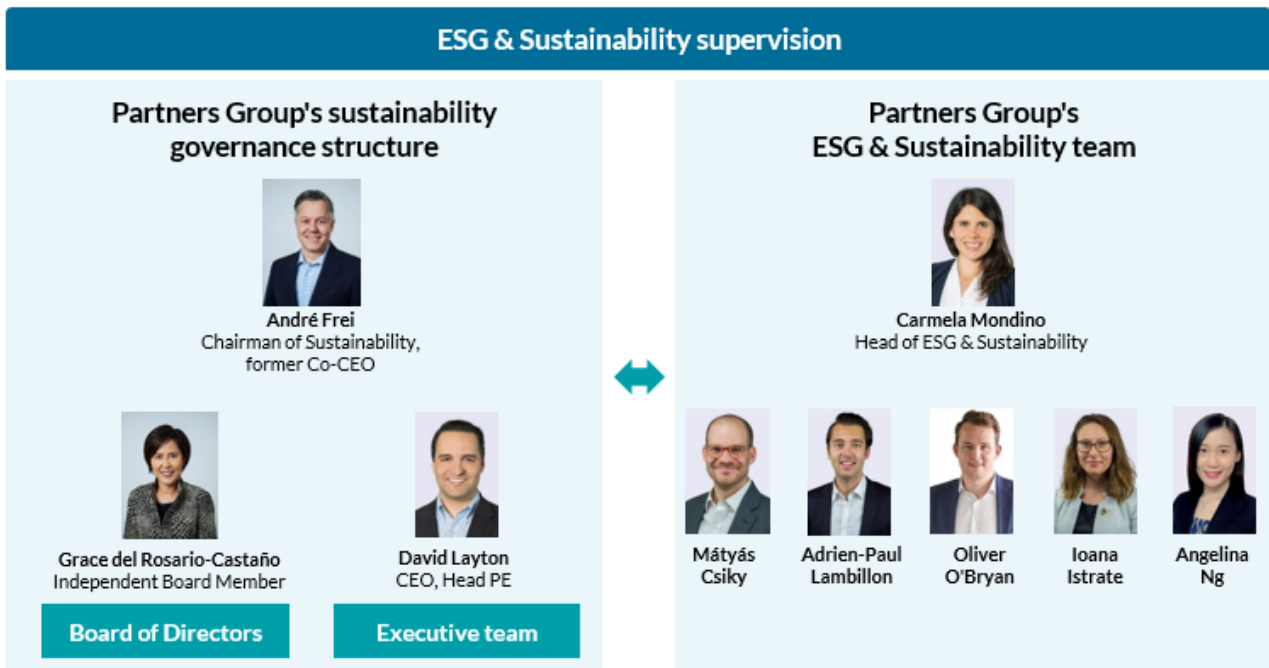 ESG & Sustainability supervision
Partners Group's sustainability
governance structure
André Frei
Chairman of Sustainability,
former Co-CEO
Grace del Rosario-Castaño
Independent Board Member
David Layton
CEO, Head PE
Board of Directors
Executive team
Partners Group's
ESG & Sustainability team
Carmela Mondino
Head of ESG & Sustainability
Mátyás
Csiky
Adrien-Paul
Lambillon
Oliver
O'Bryan
Ioana
Istrate
Angelina
Ng